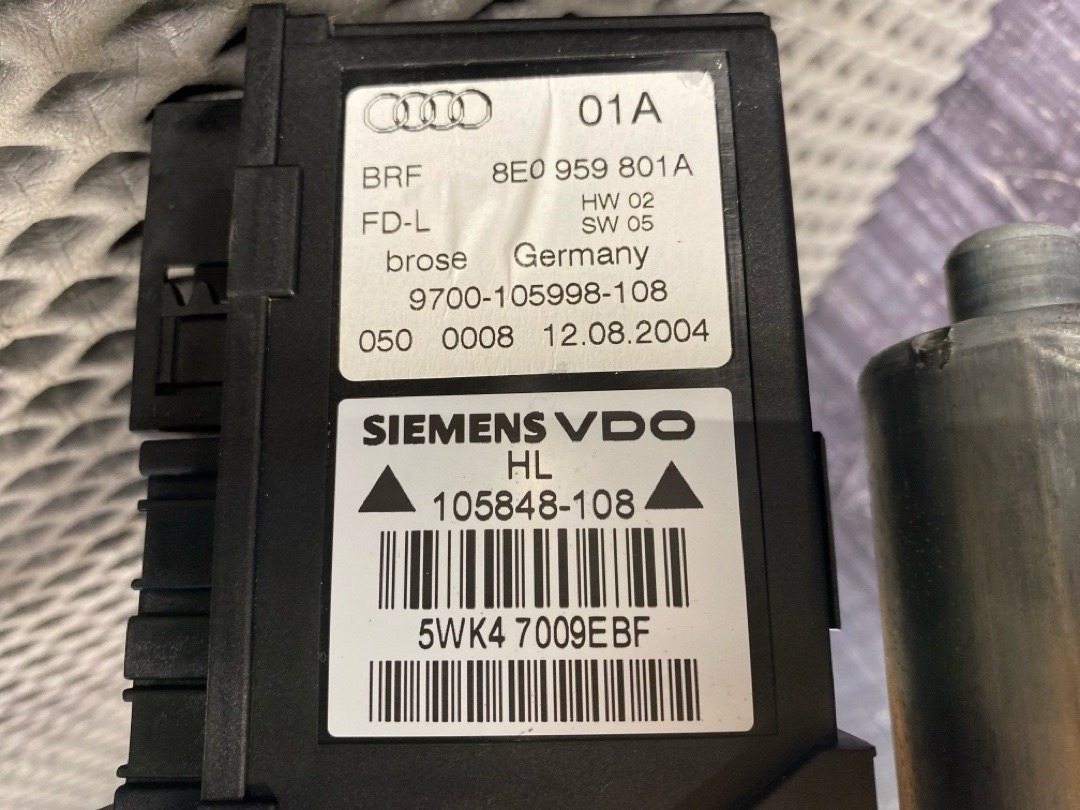 01A
BRF 8E0 959 801A
FD-L HW 02
SW 05
brose Germany
9700-105998-108
050 0008 12.08.2004
SIEMENS VDO
HL
105848-108
5WK4 7009EBF